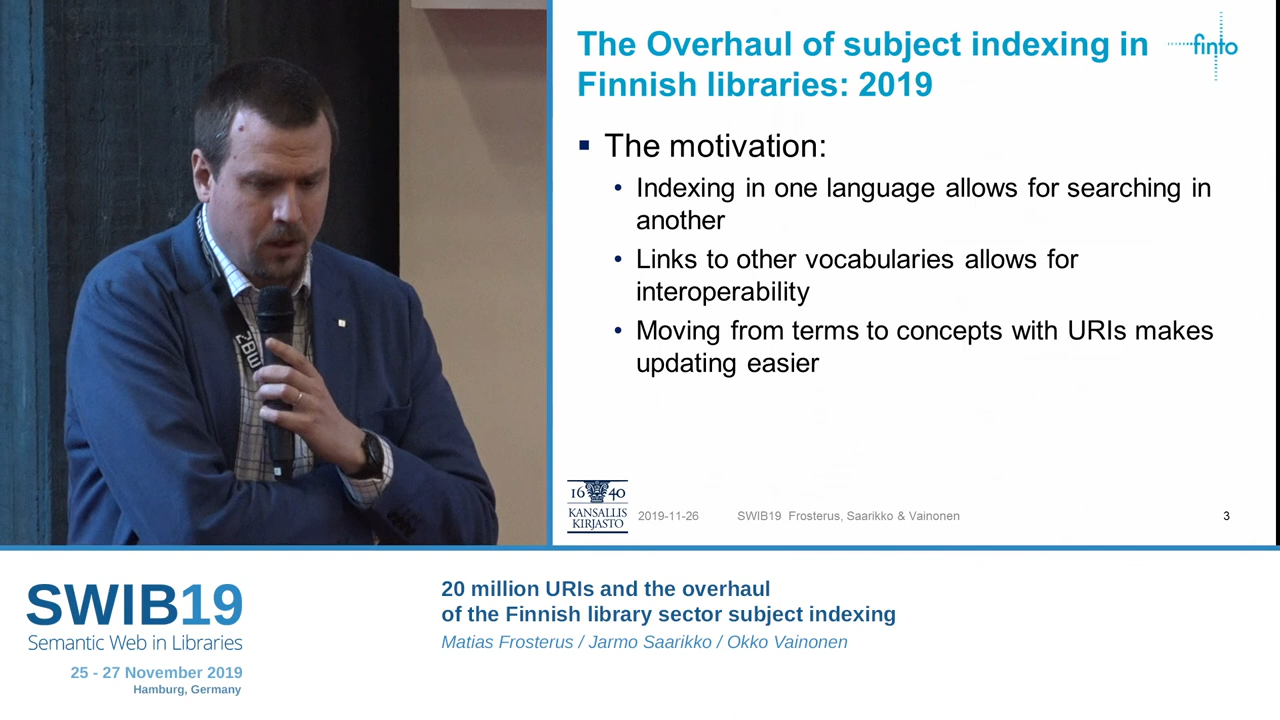 The Overhaul of subject indexing in
Finnish libraries: 2019
finto
▪ The motivation:
• Indexing in one language allows for searching in
another
• Links to other vocabularies allows for
interoperability
• Moving from terms to concepts with URIs makes
updating easier
ZBW
1640
KANSALLIS
KIRJASTO
2019-11-26
SWIB19 Frosterus, Saarikko & Vainonen
3
SWIB19
Semantic Web in Libraries
25 - 27 November 2019
Hamburg, Germany
20 million URIs and the overhaul
of the Finnish library sector subject indexing
Matias Frosterus / Jarmo Saarikko / Okko Vainonen